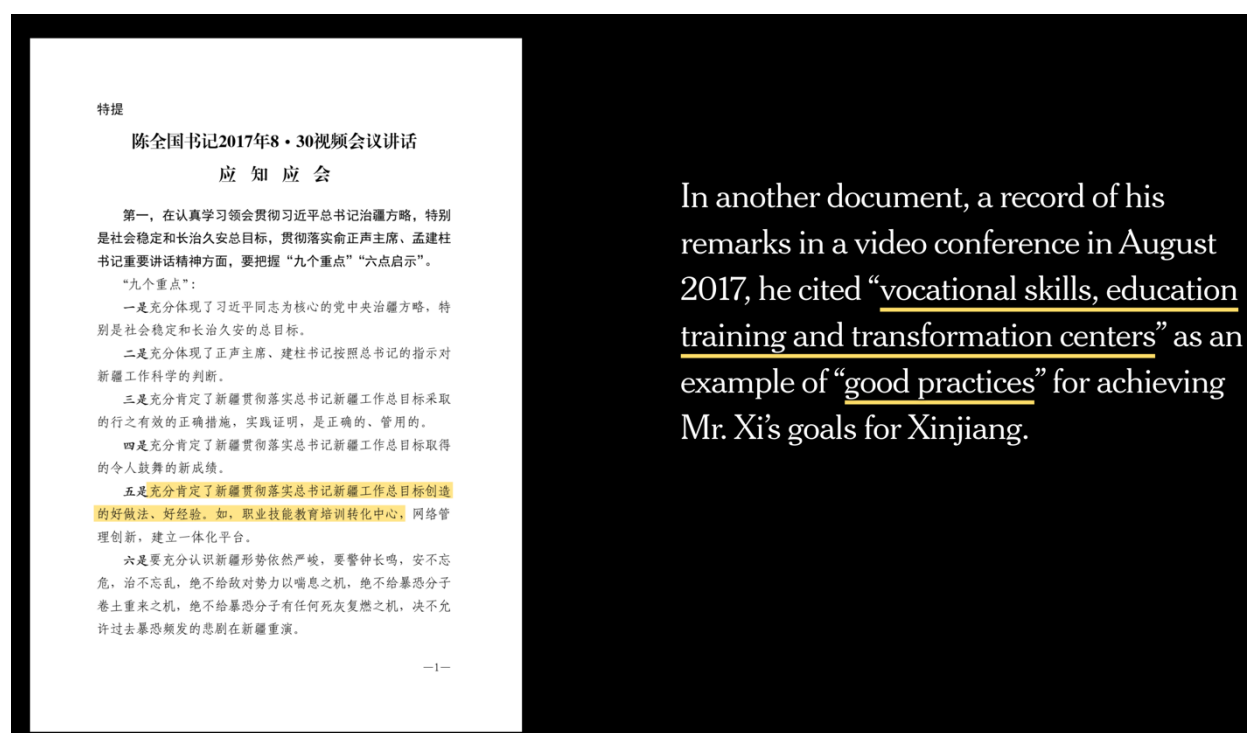 特提
陈全国书记2017年8·30视频会议讲话
应 知 应 会
第一，在认真学习领会贯彻习近平总书记治疆方略，特别
是社会稳定和长治久安总目标，贯彻落实俞正声主席、孟建柱
书记重要讲话精神方面，要把握“九个重点”“六点启示”。
“九个重点”：
一是充分体现了习近平同志为核心的党中央治疆方略，特
别是社会稳定和长治久安的总目标。
二是充分体现了正声主席、建柱书记按照总书记的指示对
新疆工作科学的判断。
三是充分肯定了新疆贯彻落实总书记新疆工作总目标采取
的行之有效的正确措施，实践证明，是正确的、管用的。
四是充分肯定了新疆贯彻落实总书记新疆工作总目标取得
的令人鼓舞的新成绩。
五是充分肯定了新疆贯彻落实总书记新疆工作总目标创造
的好做法、好经验。如，职业技能教育培训转化中心，网络管
理创新，建立一体化平台。
六是要充分认识新疆形势依然严峻，要警钟长鸣，安不忘
危，治不忘乱，绝不给敌对势力以喘息之机，绝不给暴恐分子
卷土重来之机，绝不给暴恐分子有任何死灰复燃之机，决不允
许过去暴恐频发的悲剧在新疆重演。
—1—
In another document, a record of his
remarks in a video conference in August
2017, he cited “vocational skills, education
training and transformation centers” as an
example of “good practices” for achieving
Mr. Xi’s goals for Xinjiang.